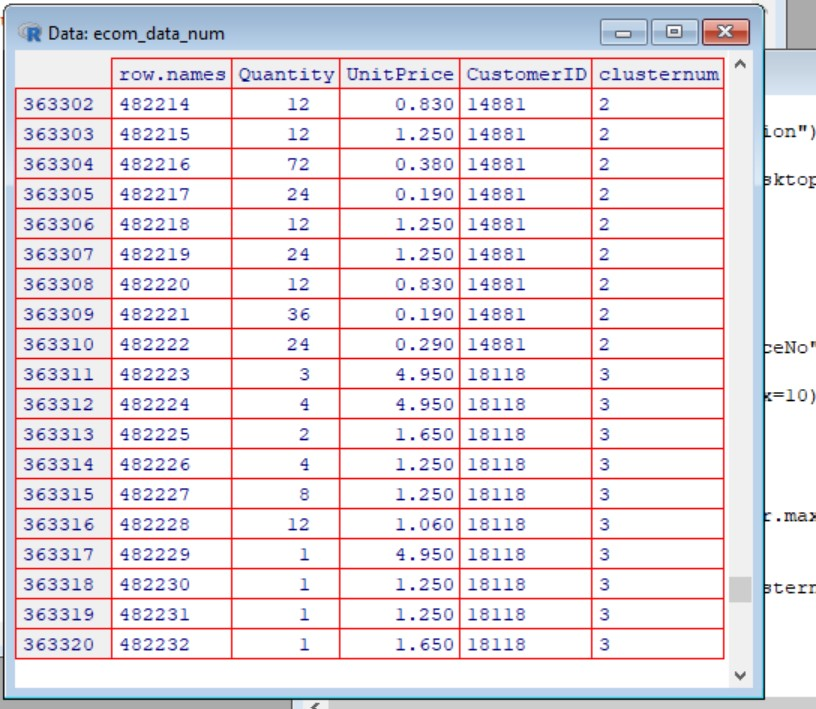 Data: ecom_data_num
row.names Quantity UnitPrice CustomerID clusternum
363302 482214 12 0.830 14881 2
363303 482215 12 1.250 14881 2
363304 482216 72 0.380 14881 2
363305 482217 24 0.190 14881 2
363306 482218 12 1.250 14881 2
363307 482219 24 1.250 14881 2
363308 482220 12 0.830 14881 2
363309 482221 36 0.190 14881 2
363310 482222 24 0.290 14881 2
363311 482223 3 4.950 18118 3
363312 482224 4 4.950 18118 3
363313 482225 2 1.650 18118 3
363314 482226 4 1.250 18118 3
363315 482227 8 1.250 18118 3
363316 482228 12 1.060 18118 3
363317 482229 1 4.950 18118 3
363318 482230 1 1.250 18118 3
363319 482231 1 1.250 18118 3
363320 482232 1 1.650 18118 3
ion")
sktop
ceNo"
x=10)
r.max
stern